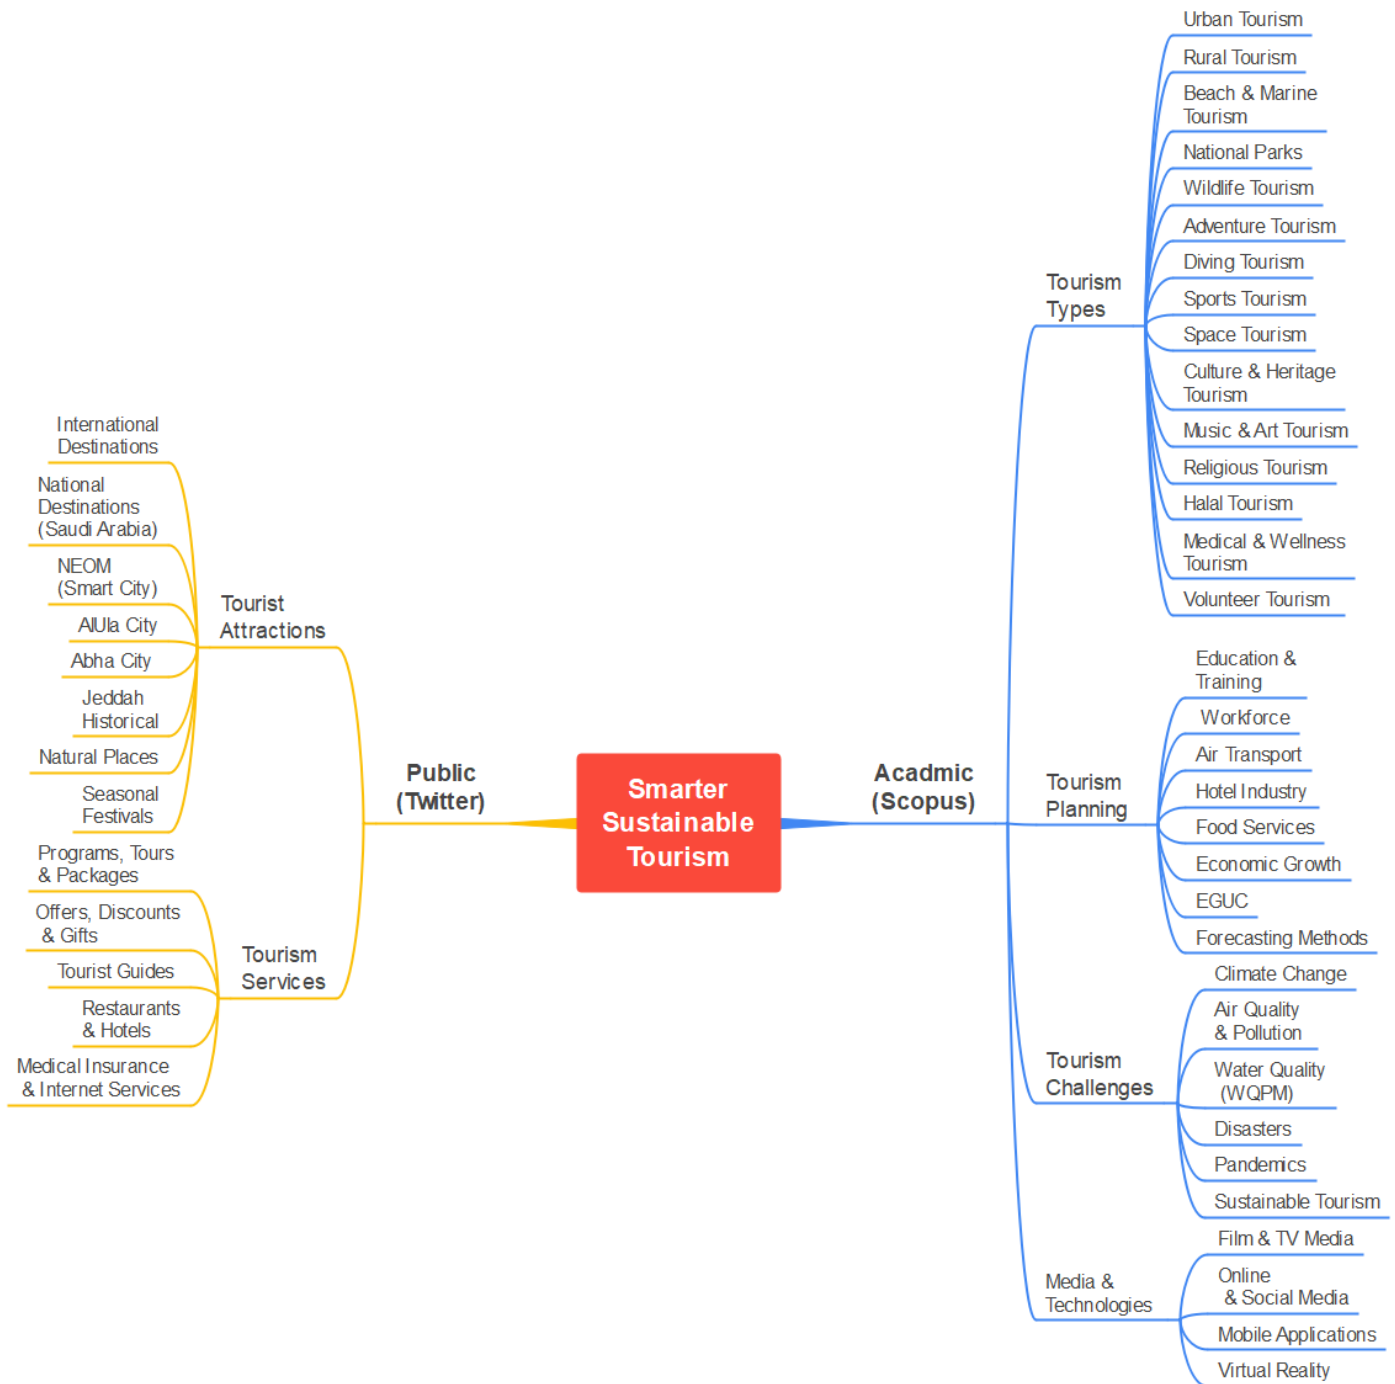 Smarter
Sustainable
Tourism
Public
(Twitter)
Tourist
Attractions
International
Destinations
National
Destinations
(Saudi Arabia)
NEOM
(Smart City)
AlUla City
Abha City
Jeddah
Historical
Natural Places
Seasonal
Festivals
Tourism
Services
Programs, Tours
& Packages
Offers, Discounts
& Gifts
Tourist Guides
Restaurants
& Hotels
Medical Insurance
& Internet Services
Acadmic
(Scopus)
Tourism
Types
Urban Tourism
Rural Tourism
Beach & Marine
Tourism
National Parks
Wildlife Tourism
Adventure Tourism
Diving Tourism
Sports Tourism
Space Tourism
Culture & Heritage
Tourism
Music & Art Tourism
Religious Tourism
Halal Tourism
Medical & Wellness
Tourism
Volunteer Tourism
Tourism
Planning
Education &
Training
Workforce
Air Transport
Hotel Industry
Food Services
Economic Growth
EGUC
Forecasting Methods
Tourism
Challenges
Climate Change
Air Quality
& Pollution
Water Quality
(WQPM)
Disasters
Pandemics
Sustainable Tourism
Media &
Technologies
Film & TV Media
Online
& Social Media
Mobile Applications
Virtual Reality